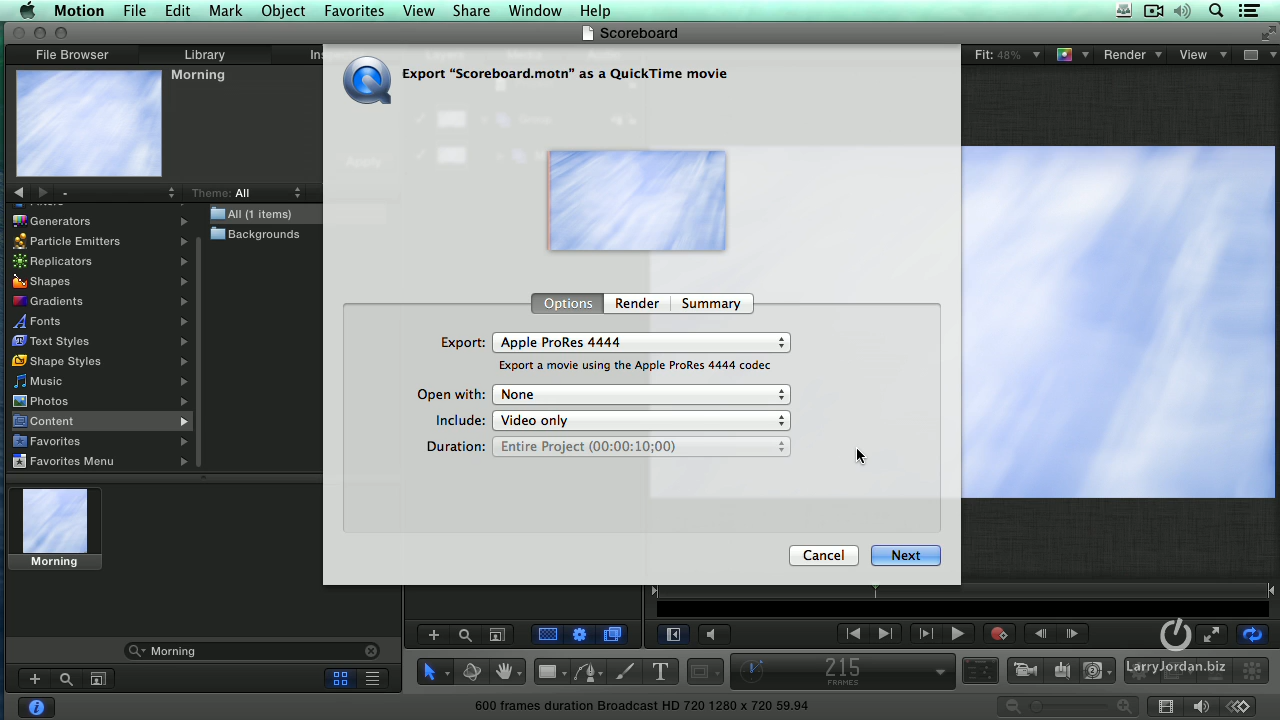 Motion File Edit Mark Object Favorites View Share Window Help
Scoreboard
File Browser Library Ins
Fit: 48% Render View
Morning
Export “Scoreboard.motn” as a QuickTime movie
Apply
Theme: All
Filters
Generators
Particle Emitters
Replicators
Shapes
Gradients
Fonts
Text Styles
Shape Styles
Music
Photos
Content
Favorites
Favorites Menu
All (1 items)
Backgrounds
Options Render Summary
Export: Apple ProRes 4444
Export a movie using the Apple ProRes 4444 codec
Open with: None
Include: Video only
Duration: Entire Project (00:00:10;00)
Cancel Next
Morning
Morning
T
215
FRAMES
LarryJordan.biz
600 frames duration Broadcast HD 720 1280 x 720 59.94